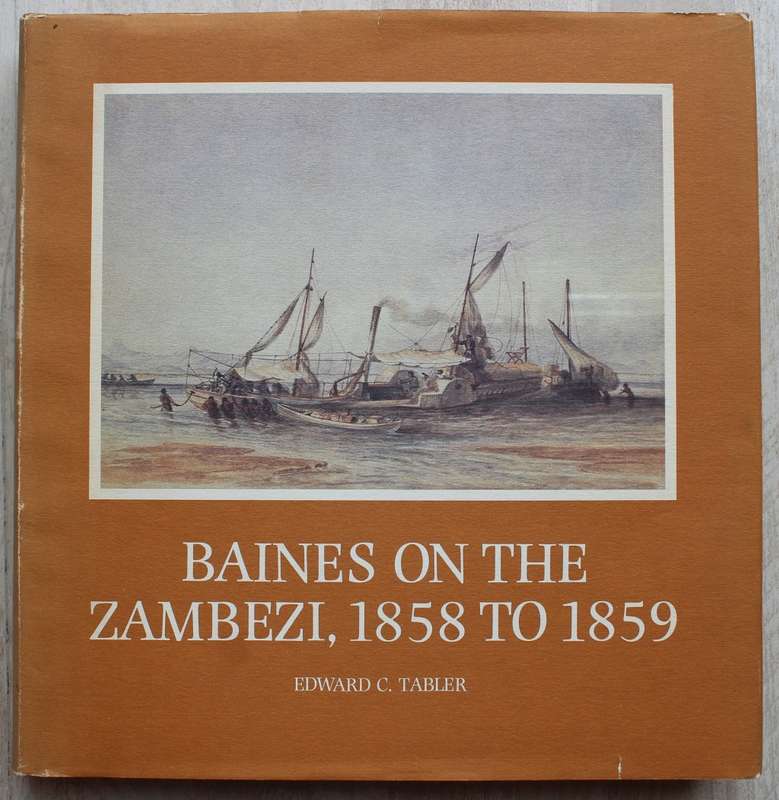 BAINES ON THE
ZAMBEZI, 1858 TO 1859
EDWARD C. TABLER